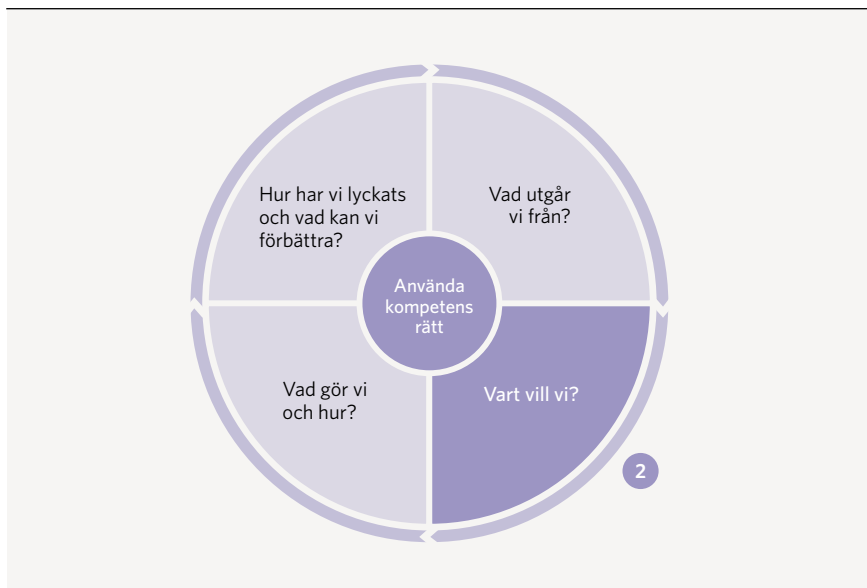 Hur har vi lyckats
och vad kan vi
förbättra?
Vad utgår
vi från?
Använda
kompetens
rätt
Vad gör vi
och hur?
Vart vill vi?
2